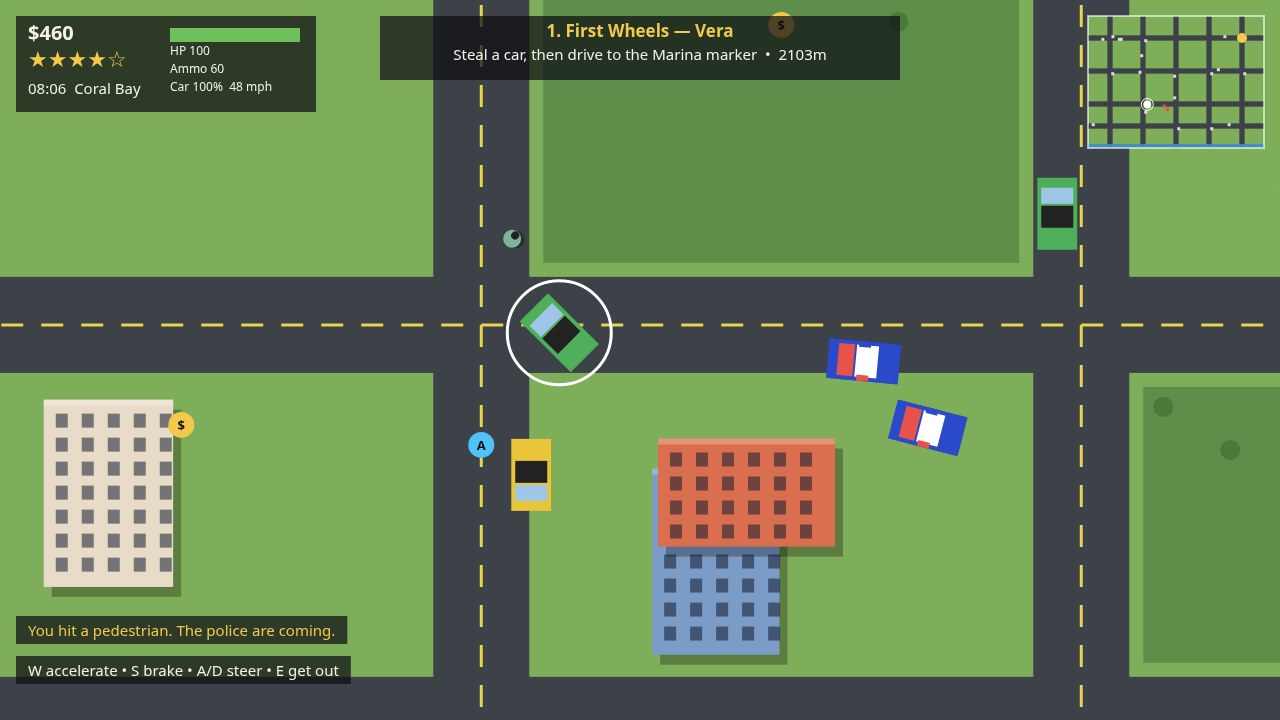 $460
★★★★☆
08:06 Coral Bay
HP 100
Ammo 60
Car 100% 48 mph
1. First Wheels — Vera
Steal a car, then drive to the Marina marker • 2103m
$
$
A
You hit a pedestrian. The police are coming.
W accelerate • S brake • A/D steer • E get out